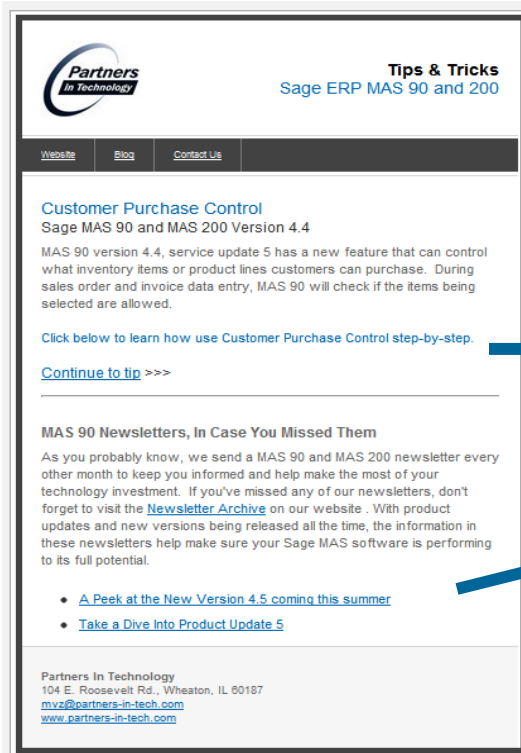 Partners
In Technology
Tips & Tricks
Sage ERP MAS 90 and 200
Website
Blog
Contact Us
Customer Purchase Control
Sage MAS 90 and MAS 200 Version 4.4
MAS 90 version 4.4, service update 5 has a new feature that can control
what inventory items or product lines customers can purchase.  During
sales order and invoice data entry, MAS 90 will check if the items being
selected are allowed.
Click below to learn how use Customer Purchase Control step-by-step.
Continue to tip >>>
MAS 90 Newsletters, In Case You Missed Them
As you probably know, we send a MAS 90 and MAS 200 newsletter every
other month to keep you informed and help make the most of your
technology investment.  If you've missed any of our newsletters, don't
forget to visit the Newsletter Archive on our website . With product
updates and new versions being released all the time, the information in
these newsletters help make sure your Sage MAS software is performing
to its full potential.
• A Peek at the New Version 4.5 coming this summer
• Take a Dive Into Product Update 5
Partners In Technology
104 E. Roosevelt Rd., Wheaton, IL 60187
mvz@partners-in-tech.com
www.partners-in-tech.com